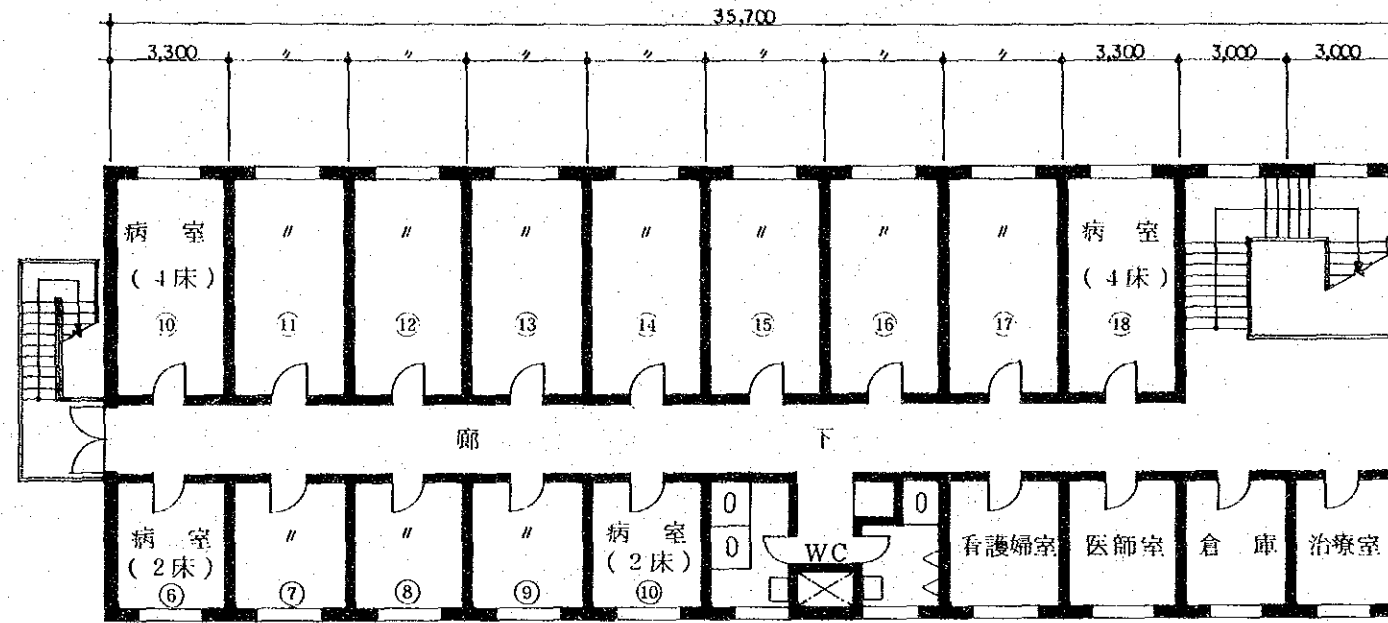 35,700
3,300 〃 〃 〃 〃 〃 〃 〃 3,300 3,000 3,000
病室 〃 〃 〃 〃 〃 〃 〃 病室
(4床) (4床)
⑩ ⑪ ⑫ ⑬ ⑭ ⑮ ⑯ ⑰ ⑱
廊下
病室 〃 〃 〃 病室 WC 看護婦室 医師室 倉庫 治療室
(2床) (2床)
⑥ ⑦ ⑧ ⑨ ⑩